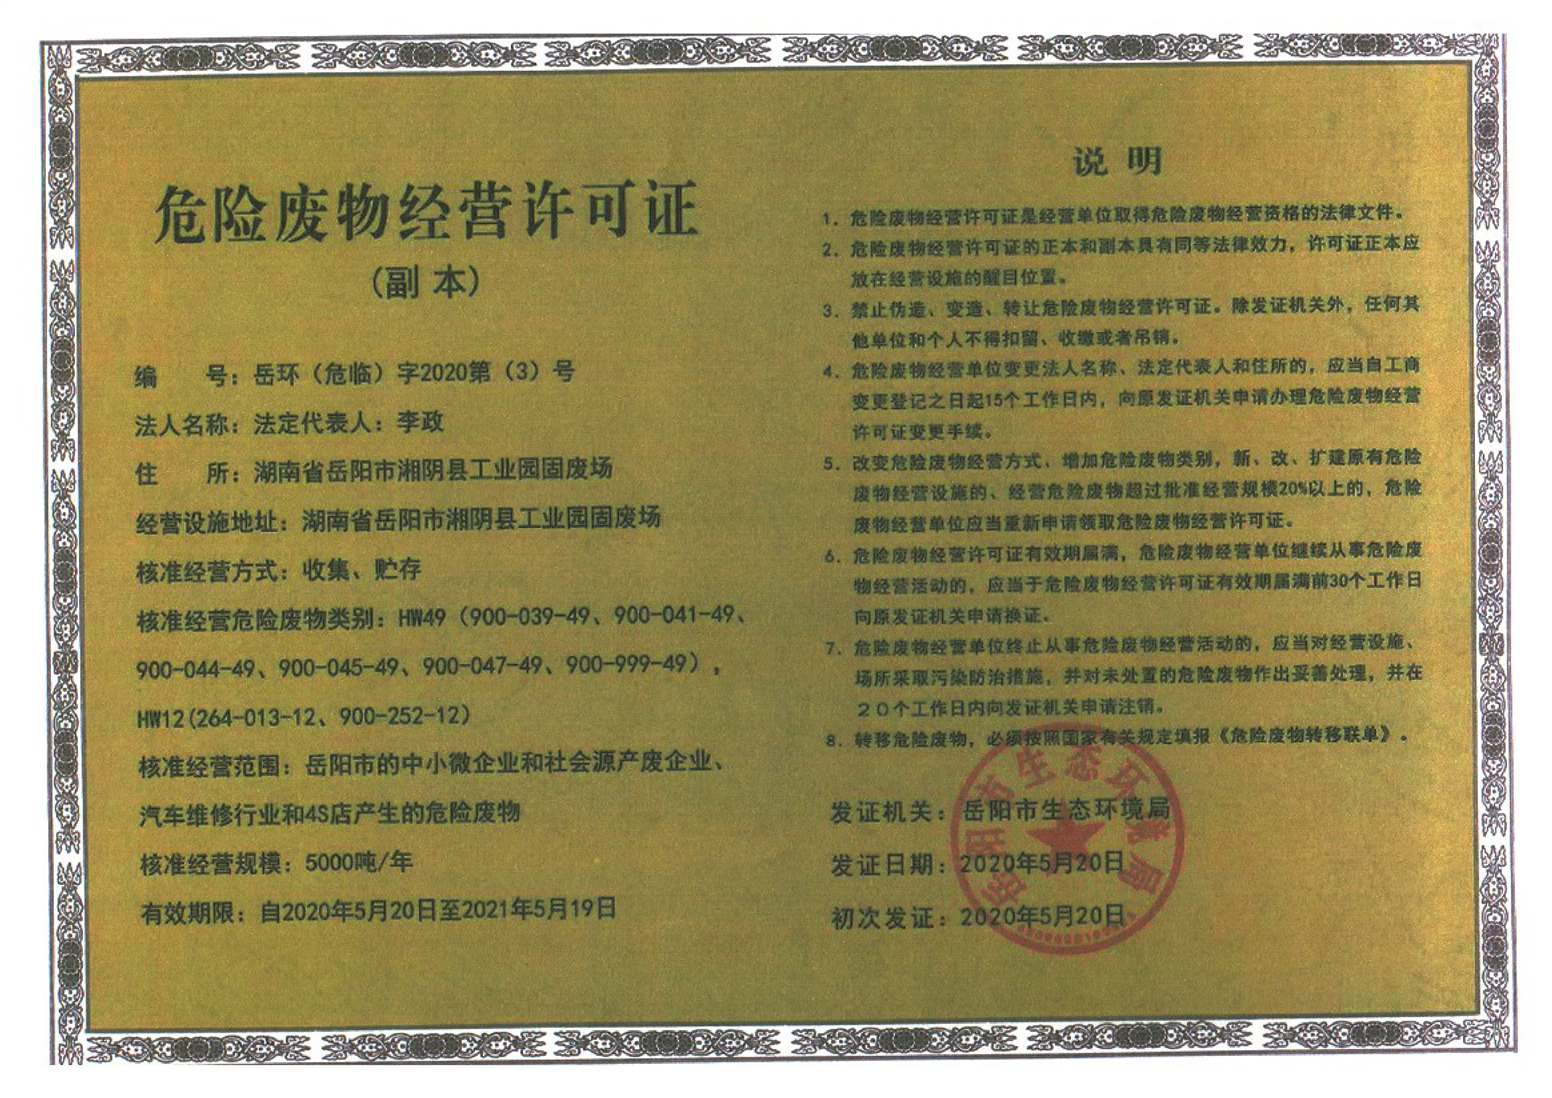 危险废物经营许可证
(副 本)
编 号：岳环（危临）字2020第（3）号
法人名称：法定代表人：李政
住 所：湖南省岳阳市湘阴县工业园固废场
经营设施地址：湖南省岳阳市湘阴县工业园固废场
核准经营方式：收集、贮存
核准经营危险废物类别：HW49（900-039-49、900-041-49、
900-044-49、900-045-49、900-047-49、900-999-49），
HW12(264-013-12、900-252-12)
核准经营范围：岳阳市的中小微企业和社会源产废企业、
汽车维修行业和4S店产生的危险废物
核准经营规模：5000吨/年
有效期限：自2020年5月20日至2021年5月19日
说 明
1. 危险废物经营许可证是经营单位取得危险废物经营资格的法律文件。
2. 危险废物经营许可证的正本和副本具有同等法律效力，许可证正本应
放在经营设施的醒目位置。
3. 禁止伪造、变造、转让危险废物经营许可证。除发证机关外，任何其
他单位和个人不得扣留、收缴或者吊销。
4. 危险废物经营单位变更法人名称、法定代表人和住所的，应当自工商
变更登记之日起15个工作日内，向原发证机关申请办理危险废物经营
许可证变更手续。
5. 改变危险废物经营方式、增加危险废物类别，新、改、扩建原有危险
废物经营设施的、经营危险废物超过批准经营规模20%以上的，危险
废物经营单位应当重新申请领取危险废物经营许可证。
6. 危险废物经营许可证有效期届满，危险废物经营单位继续从事危险废
物经营活动的，应当于危险废物经营许可证有效期届满前30个工作日
向原发证机关申请换证。
7. 危险废物经营单位终止从事危险废物经营活动的，应当对经营设施、
场所采取污染防治措施，并对未处置的危险废物作出妥善处理，并在
20个工作日内向发证机关申请注销。
8. 转移危险废物，必须按照国家有关规定填报《危险废物转移联单》。
发证机关：岳阳市生态环境局
发证日期：2020年5月20日
初次发证：2020年5月20日
岳阳市生态环境局